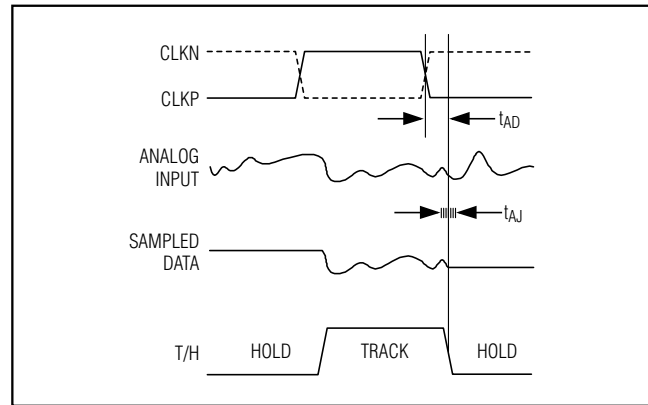 CLKN
CLKP
tAD
ANALOG
INPUT
tAJ
SAMPLED
DATA
T/H HOLD TRACK HOLD